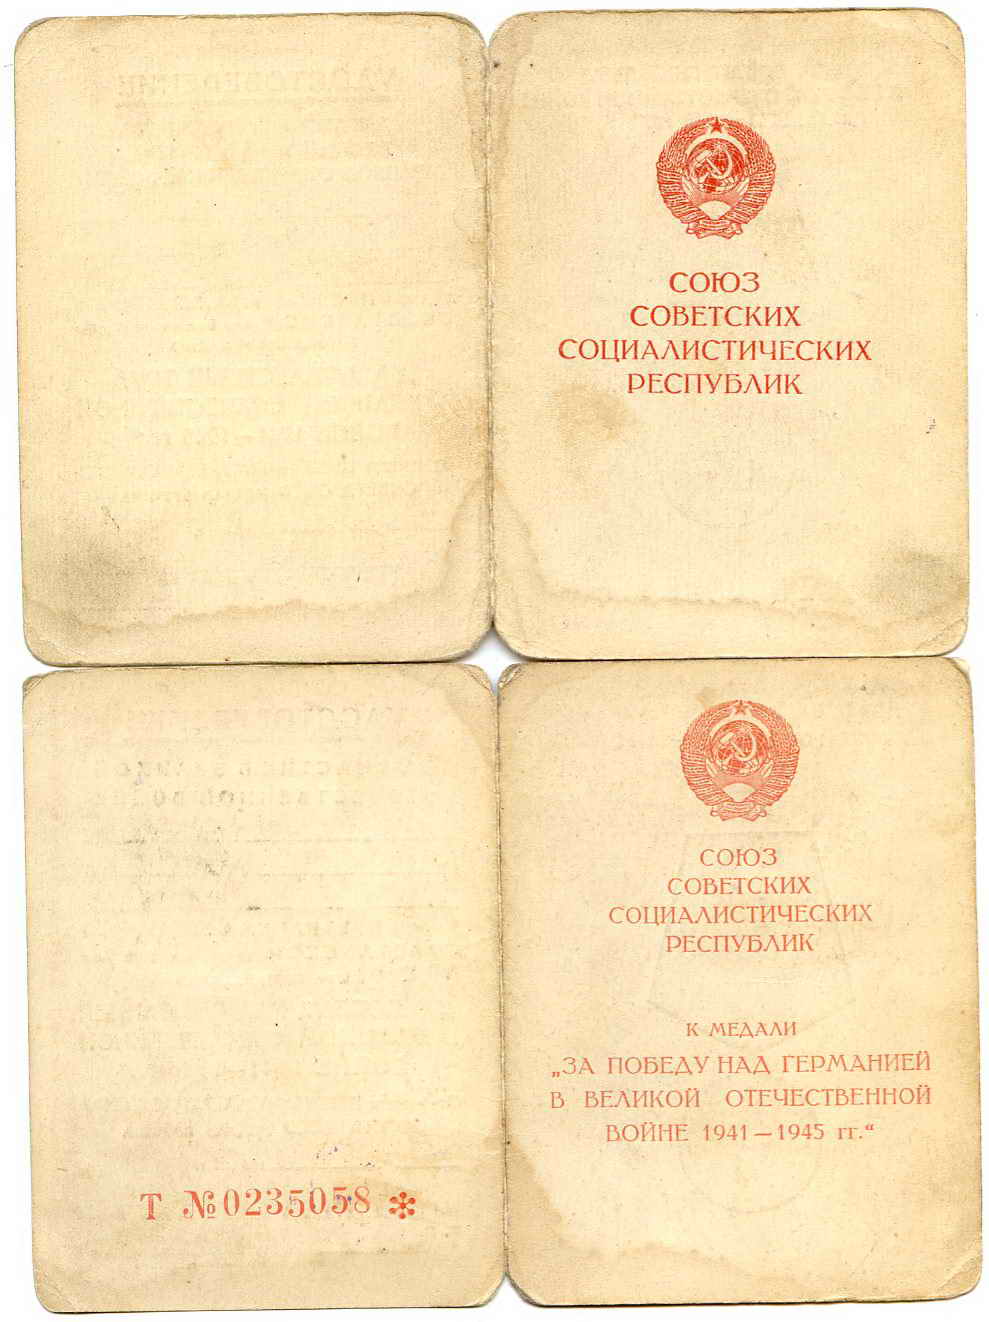 СОЮЗ
СОВЕТСКИХ
СОЦИАЛИСТИЧЕСКИХ
РЕСПУБЛИК
СОЮЗ
СОВЕТСКИХ
СОЦИАЛИСТИЧЕСКИХ
РЕСПУБЛИК
К МЕДАЛИ
„ЗА ПОБЕДУ НАД ГЕРМАНИЕЙ
В ВЕЛИКОЙ ОТЕЧЕСТВЕННОЙ
ВОЙНЕ 1941 — 1945 гг.“
Т №0235058 *